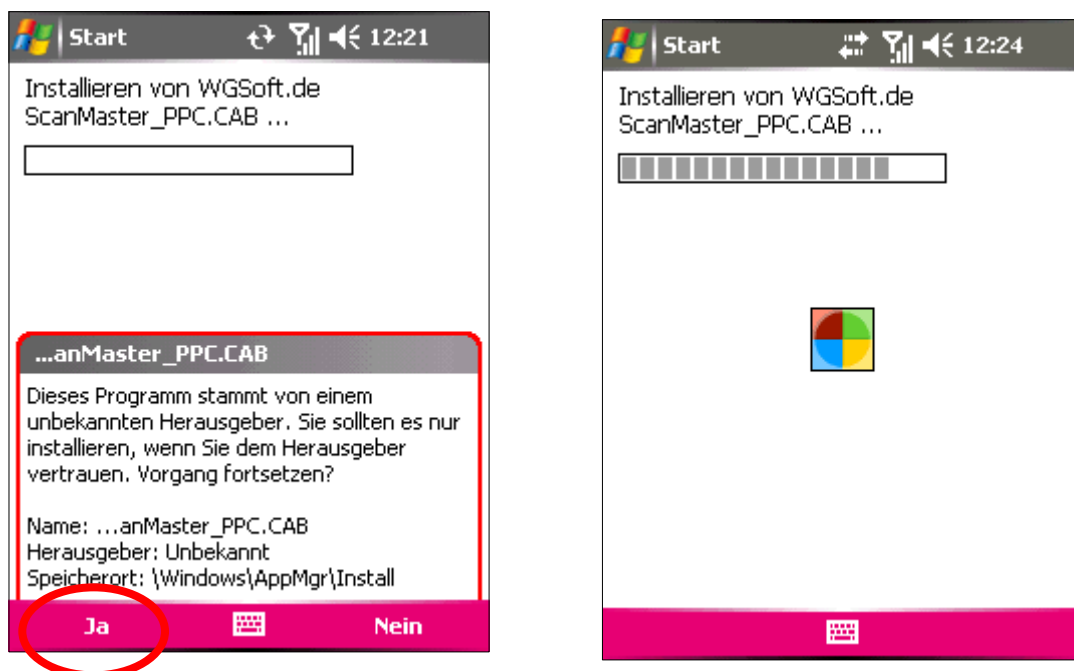 Start 12:21
Installieren von WGSoft.de
ScanMaster_PPC.CAB ...
...anMaster_PPC.CAB
Dieses Programm stammt von einem
unbekannten Herausgeber. Sie sollten es nur
installieren, wenn Sie dem Herausgeber
vertrauen. Vorgang fortsetzen?
Name: ...anMaster_PPC.CAB
Herausgeber: Unbekannt
Speicherort: \Windows\AppMgr\Install
Ja Nein
Start 12:24
Installieren von WGSoft.de
ScanMaster_PPC.CAB ...